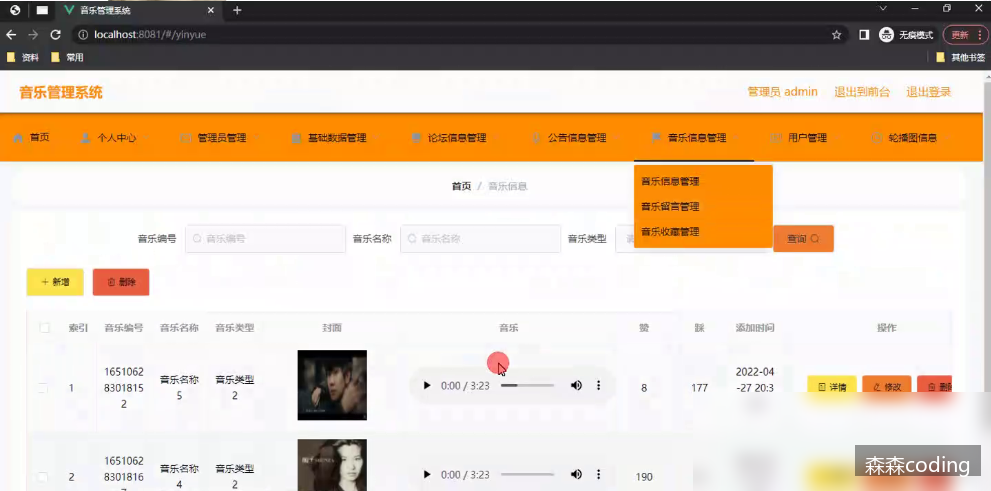 音乐管理系统
localhost:8081/#/yinyue
无痕模式
更新
资料
常用
其他书签
音乐管理系统
管理员 admin 退出到前台 退出登录
首页 个人中心 管理员管理 基础数据管理 论坛信息管理 公告信息管理 音乐信息管理 用户管理 轮播图信息
首页 / 音乐信息
音乐信息管理
音乐留言管理
音乐收藏管理
音乐编号 音乐编号 音乐名称 音乐名称 音乐类型 查询
+ 新增 删除
索引 音乐编号 音乐名称 音乐类型 封面 音乐 赞 踩 添加时间 操作
1 1651062 8301815 2 音乐名称 5 音乐类型 2 0:00 / 3:23 8 177 2022-04 -27 20:3 详情 修改
2 1651062 8301815 音乐名称 4 音乐类型 2 0:00 / 3:23 190
森森coding